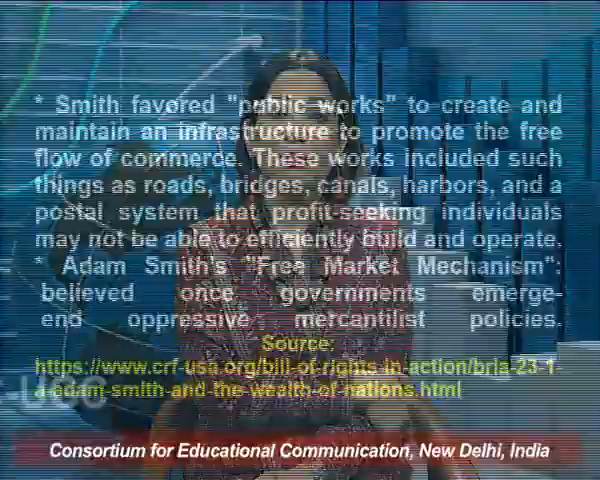 * Smith favored "public works" to create and
maintain an infrastructure to promote the free
flow of commerce. These works included such
things as roads, bridges, canals, harbors, and a
postal system that profit-seeking individuals
may not be able to efficiently build and operate.
* Adam Smith's "Free Market Mechanism":
believed once governments emerge-
end oppressive mercantilist policies.
Source:
https://www.crf-usa.org/bill-of-rights-in-action/bria-23-1-
a-adam-smith-and-the-wealth-of-nations.html
Consortium for Educational Communication, New Delhi, India